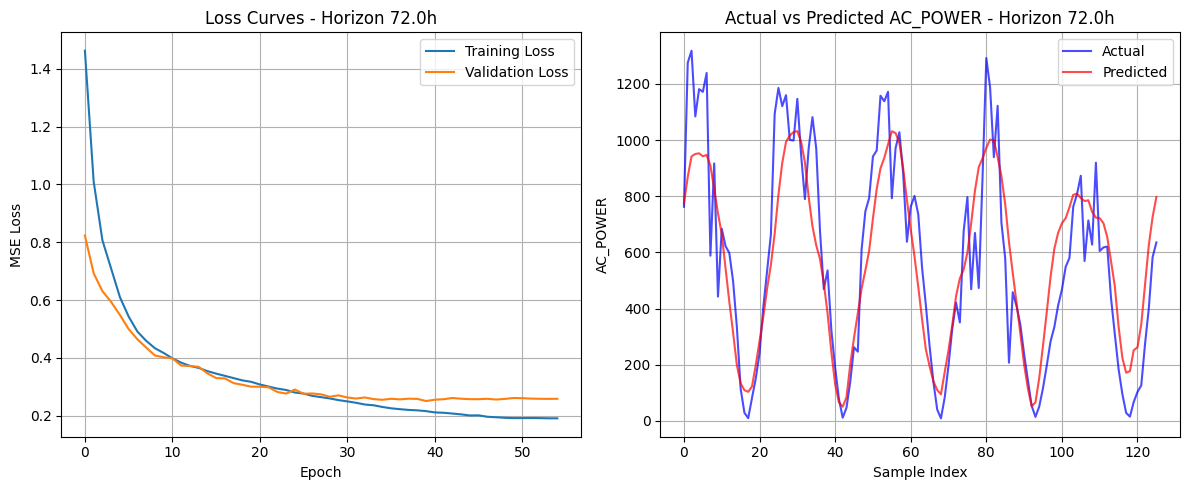 Loss Curves - Horizon 72.0h
Training Loss
Validation Loss
MSE Loss
1.4
1.2
1.0
0.8
0.6
0.4
0.2
0
10
20
30
40
50
Epoch
Actual vs Predicted AC_POWER - Horizon 72.0h
Actual
Predicted
AC_POWER
1200
1000
800
600
400
200
0
0
20
40
60
80
100
120
Sample Index